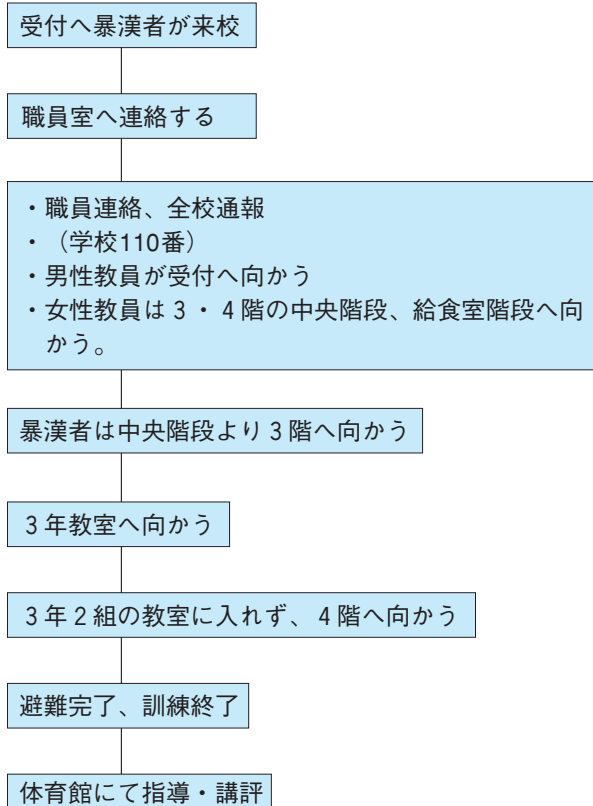 受付へ暴漢者が来校
職員室へ連絡する
・職員連絡、全校通報
・（学校110番）
・男性教員が受付へ向かう
・女性教員は３・４階の中央階段、給食室階段へ向
かう。
暴漢者は中央階段より３階へ向かう
３年教室へ向かう
３年２組の教室に入れず、４階へ向かう
避難完了、訓練終了
体育館にて指導・講評